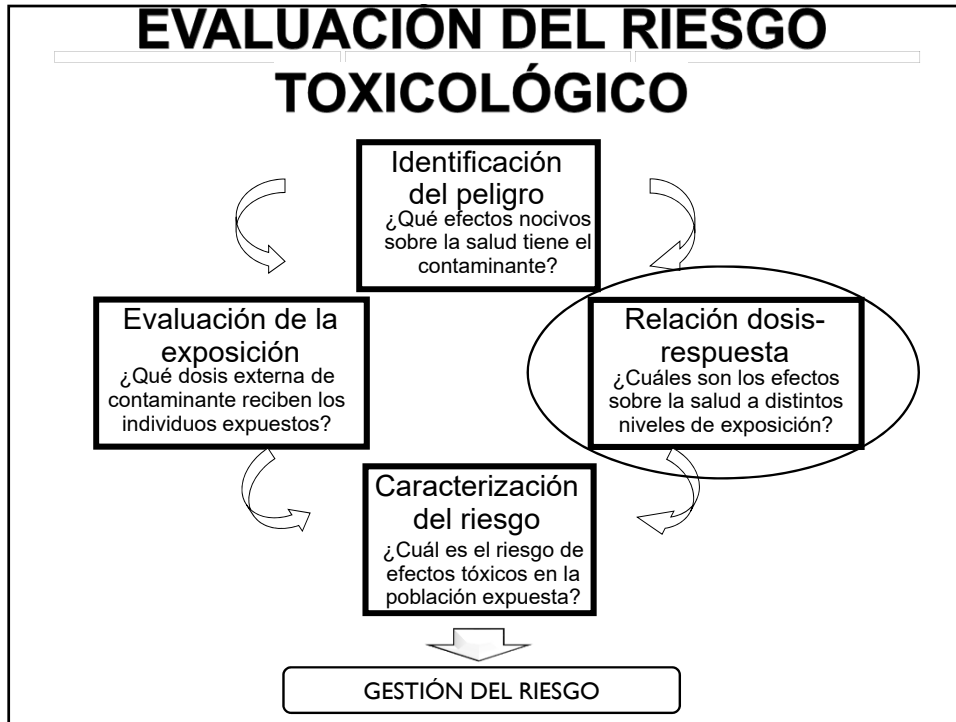 EVALUACIÓN DEL RIESGO
TOXICOLÓGICO
Identificación
del peligro
¿Qué efectos nocivos
sobre la salud tiene el
contaminante?
Evaluación de la
exposición
¿Qué dosis externa de
contaminante reciben los
individuos expuestos?
Relación dosis-
respuesta
¿Cuáles son los efectos
sobre la salud a distintos
niveles de exposición?
Caracterización
del riesgo
¿Cuál es el riesgo de
efectos tóxicos en la
población expuesta?
GESTIÓN DEL RIESGO